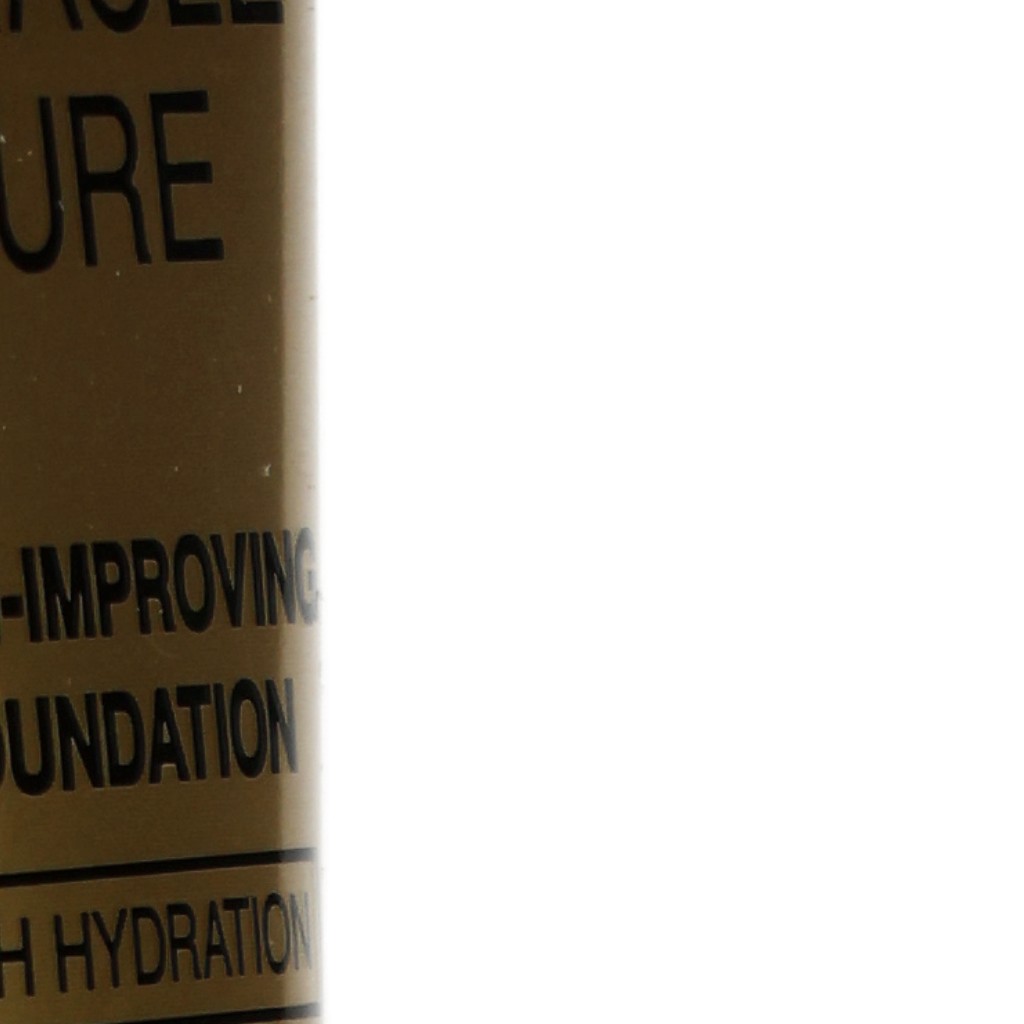 URE
-IMPROVING
OUNDATION
H HYDRATION